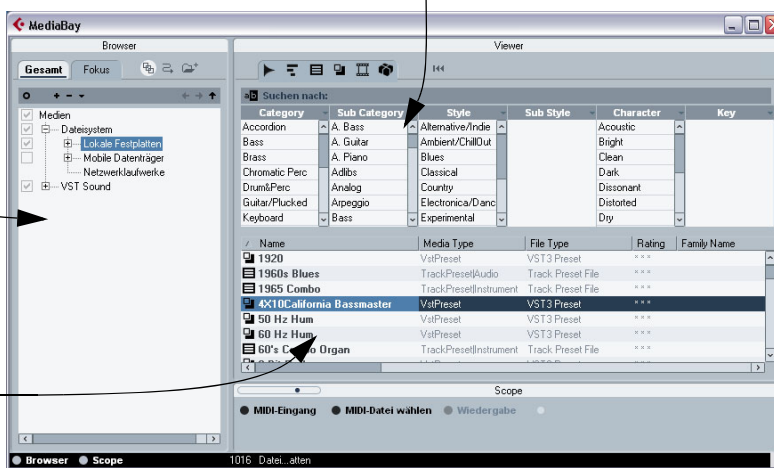 MediaBay
Browser
Viewer
Gesamt Fokus
Suchen nach:
Medien
Dateisystem
Lokale Festplatten
Mobile Datenträger
Netzwerklaufwerke
VST Sound
Category Sub Category Style Sub Style Character Key
Accordion A. Bass Alternative/Indie Acoustic
Bass A. Guitar Ambient/ChillOut Bright
Brass A. Piano Blues Clean
Chromatic Perc Adlibs Classical Dark
Drum&Perc Analog Country Dissonant
Guitar/Plucked Arpeggio Electronica/Danc Distorted
Keyboard Bass Experimental Dry
Name Media Type File Type Rating Family Name
1920 VstPreset VST3 Preset
1960s Blues TrackPreset|Audio Track Preset File
1965 Combo TrackPreset|Instrument Track Preset File
4X10California Bassmaster VstPreset VST3 Preset
50 Hz Hum VstPreset VST3 Preset
60 Hz Hum VstPreset VST3 Preset
60's Organ TrackPreset|Instrument Track Preset File
Scope
MIDI-Eingang MIDI-Datei wählen Wiedergabe
Browser Scope 1016 Datei...atten